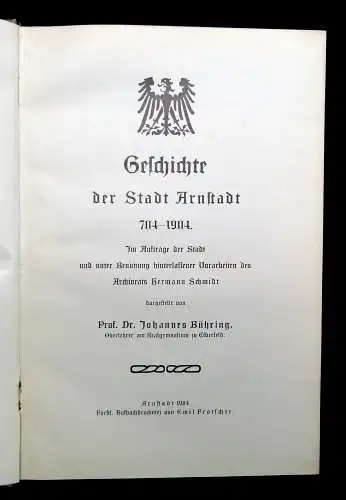 Geschichte
der Stadt Arnstadt
704–1904.
Im Auftrage der Stadt
und unter Benutzung hinterlassener Vorarbeiten des
Archivrats Hermann Schmidt
dargestellt von
Prof. Dr. Johannes Bühring,
Oberlehrer am Realgymnasium zu Elberfeld.
Arnstadt 1904
Fürstl. Hofbuchdruckerei von Emil Frotscher.